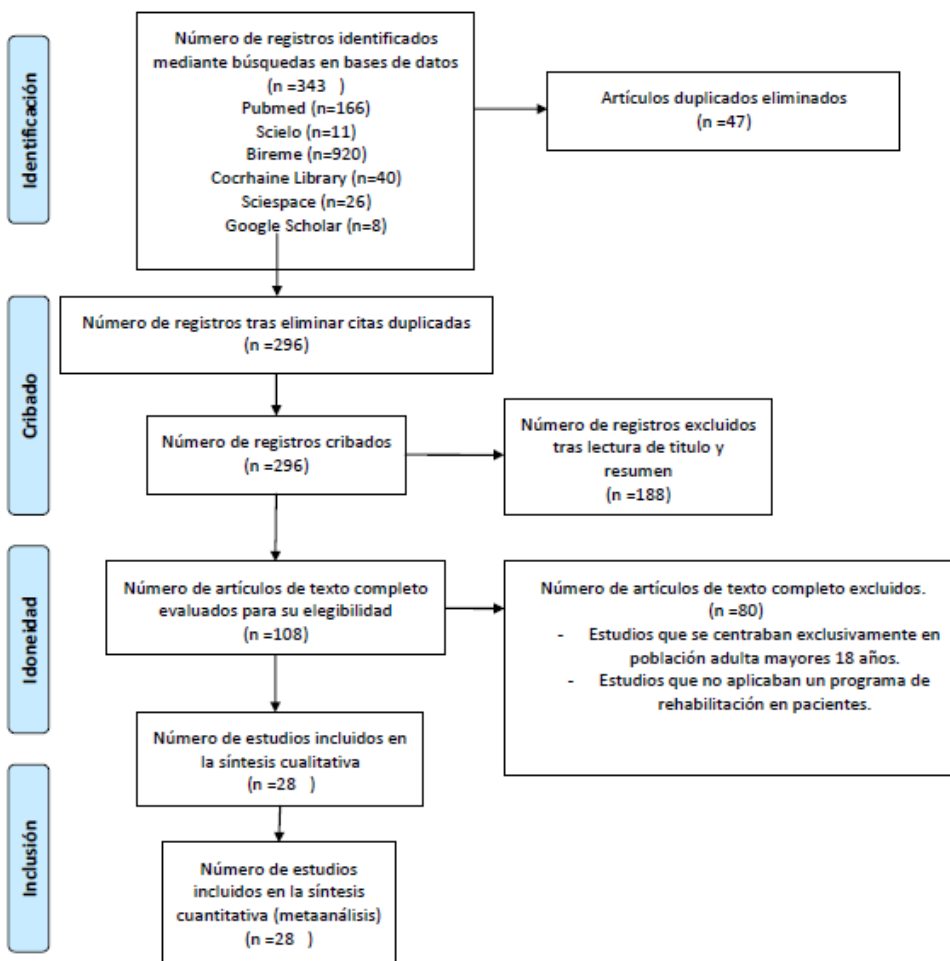 Identificación
Número de registros identificados
mediante búsquedas en bases de datos
(n =343 )
Pubmed (n=166)
Scielo (n=11)
Bireme (n=920)
Cocrhaine Library (n=40)
Sciespace (n=26)
Google Scholar (n=8)
Artículos duplicados eliminados
(n =47)
Cribado
Número de registros tras eliminar citas duplicadas
(n =296)
Número de registros cribados
(n =296)
Número de registros excluidos
tras lectura de titulo y
resumen
(n =188)
Idoneidad
Número de artículos de texto completo
evaluados para su elegibilidad
(n =108)
Número de artículos de texto completo excluidos.
(n =80)
- Estudios que se centraban exclusivamente en
población adulta mayores 18 años.
- Estudios que no aplicaban un programa de
rehabilitación en pacientes.
Número de estudios incluidos en
la síntesis cualitativa
(n =28 )
Inclusión
Número de estudios
incluidos en la síntesis
cuantitativa (metaanálisis)
(n =28 )